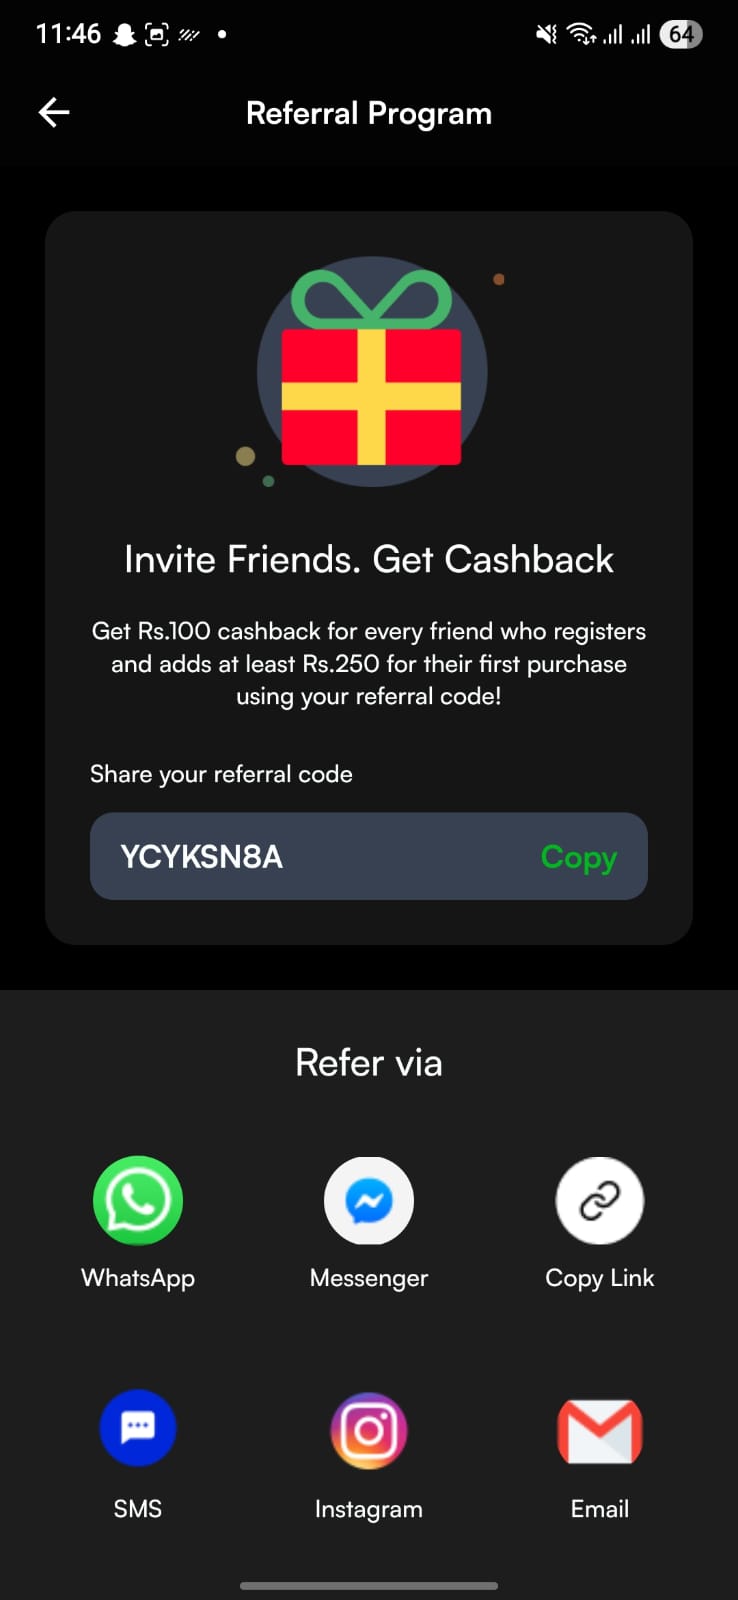 11:46
64
Referral Program
Invite Friends. Get Cashback
Get Rs.100 cashback for every friend who registers
and adds at least Rs.250 for their first purchase
using your referral code!
Share your referral code
YCYKSN8A Copy
Refer via
WhatsApp Messenger Copy Link
SMS Instagram Email